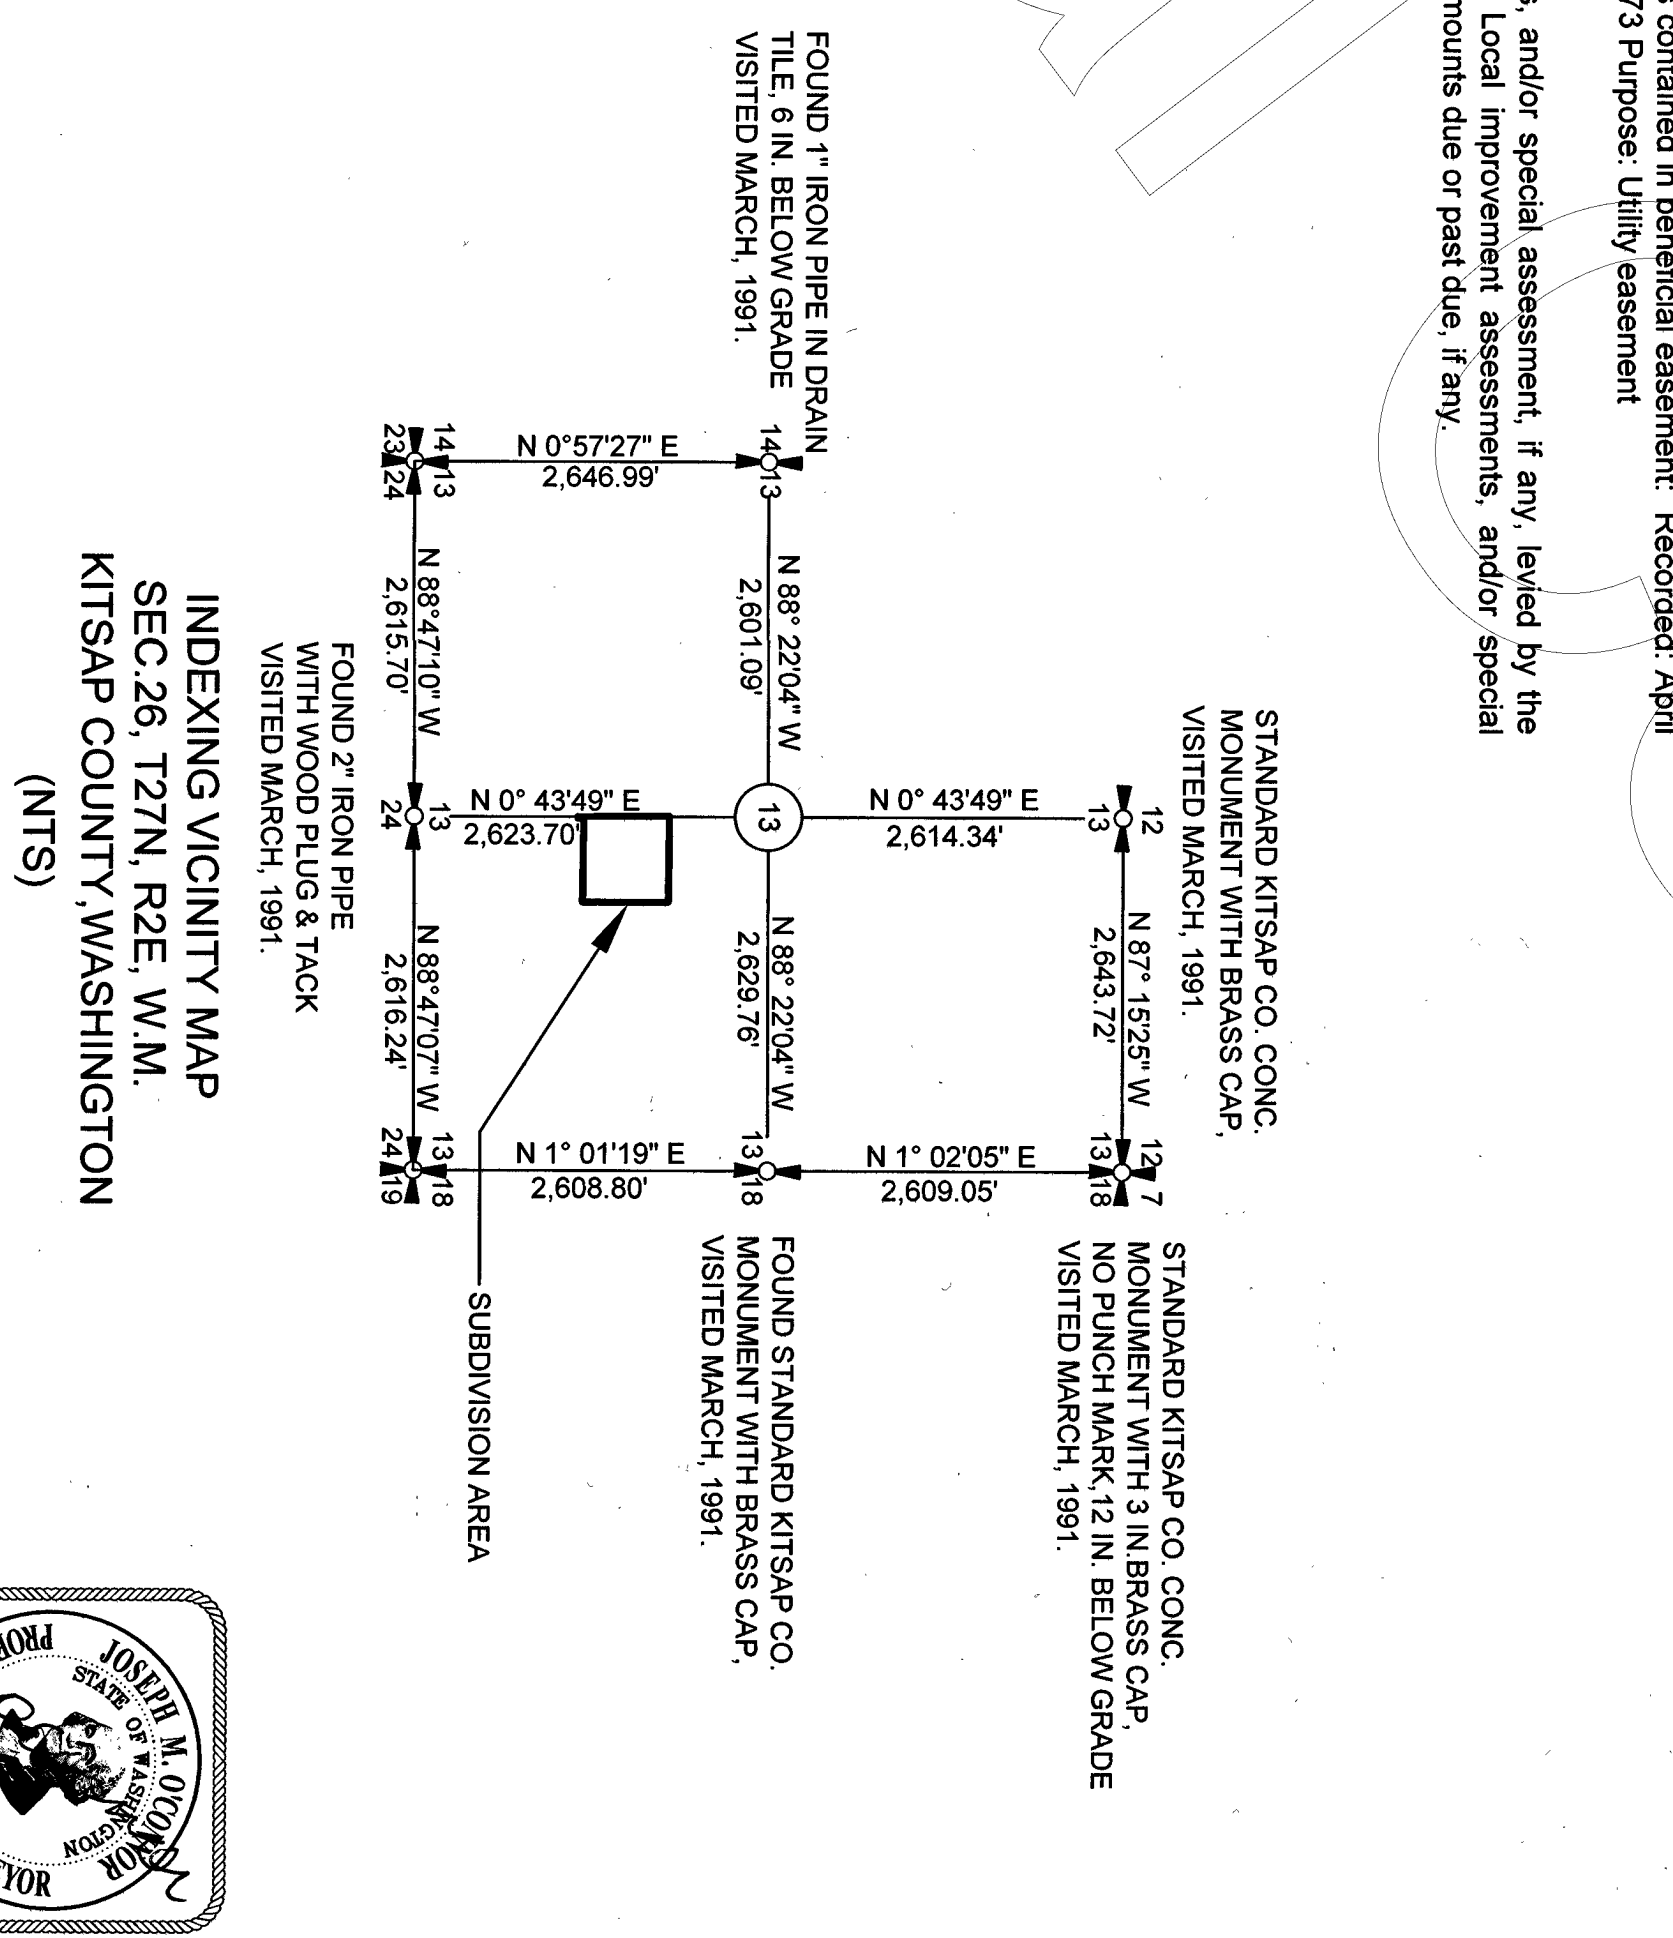 s contained in beneficial easement: Recorded: April
73 Purpose: Utility easement
s, and/or special assessment, if any, levied by the
Local improvement assessments, and/or special
mounts due or past due, if any.
STANDARD KITSAP CO. CONC.
MONUMENT WITH BRASS CAP,
VISITED MARCH, 1991.
12
13
N 87° 15'25" W
2,643.72'
12
7
13
18
STANDARD KITSAP CO. CONC.
MONUMENT WITH 3 IN.BRASS CAP,
NO PUNCH MARK,12 IN. BELOW GRADE
VISITED MARCH, 1991.
N 0° 43'49" E
2,614.34'
N 1° 02'05" E
2,609.05'
FOUND 1" IRON PIPE IN DRAIN
TILE, 6 IN. BELOW GRADE
VISITED MARCH, 1991.
14
13
N 88° 22'04" W
2,601.09'
13
N 88° 22'04" W
2,629.76'
13
18
FOUND STANDARD KITSAP CO.
MONUMENT WITH BRASS CAP,
VISITED MARCH, 1991.
N 0°57'27" E
2,646.99'
N 0° 43'49" E
2,623.70'
N 1° 01'19" E
2,608.80'
SUBDIVISION AREA
14
13
23
24
N 88°47'10" W
2,615.70'
13
24
N 88°47'07" W
2,616.24'
13
18
24
19
FOUND 2" IRON PIPE
WITH WOOD PLUG & TACK
VISITED MARCH, 1991.
INDEXING VICINITY MAP
SEC.26, T27N, R2E, W.M.
KITSAP COUNTY,WASHINGTON
(NTS)
JOSEPH M. O'CONNOR
STATE OF WASHINGTON